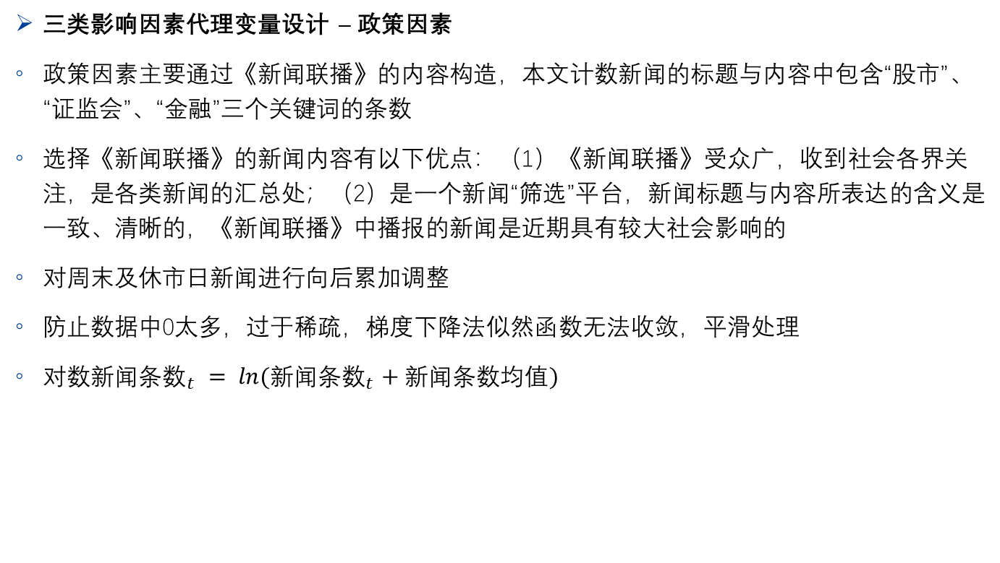 三类影响因素代理变量设计 – 政策因素
政策因素主要通过《新闻联播》的内容构造，本文计数新闻的标题与内容中包含“股市”、
“证监会”、“金融”三个关键词的条数
选择《新闻联播》的新闻内容有以下优点：（1）《新闻联播》受众广，收到社会各界关
注，是各类新闻的汇总处；（2）是一个新闻“筛选”平台，新闻标题与内容所表达的含义是
一致、清晰的，《新闻联播》中播报的新闻是近期具有较大社会影响的
对周末及休市日新闻进行向后累加调整
防止数据中0太多，过于稀疏，梯度下降法似然函数无法收敛，平滑处理
对数新闻条数t = ln(新闻条数t + 新闻条数均值)